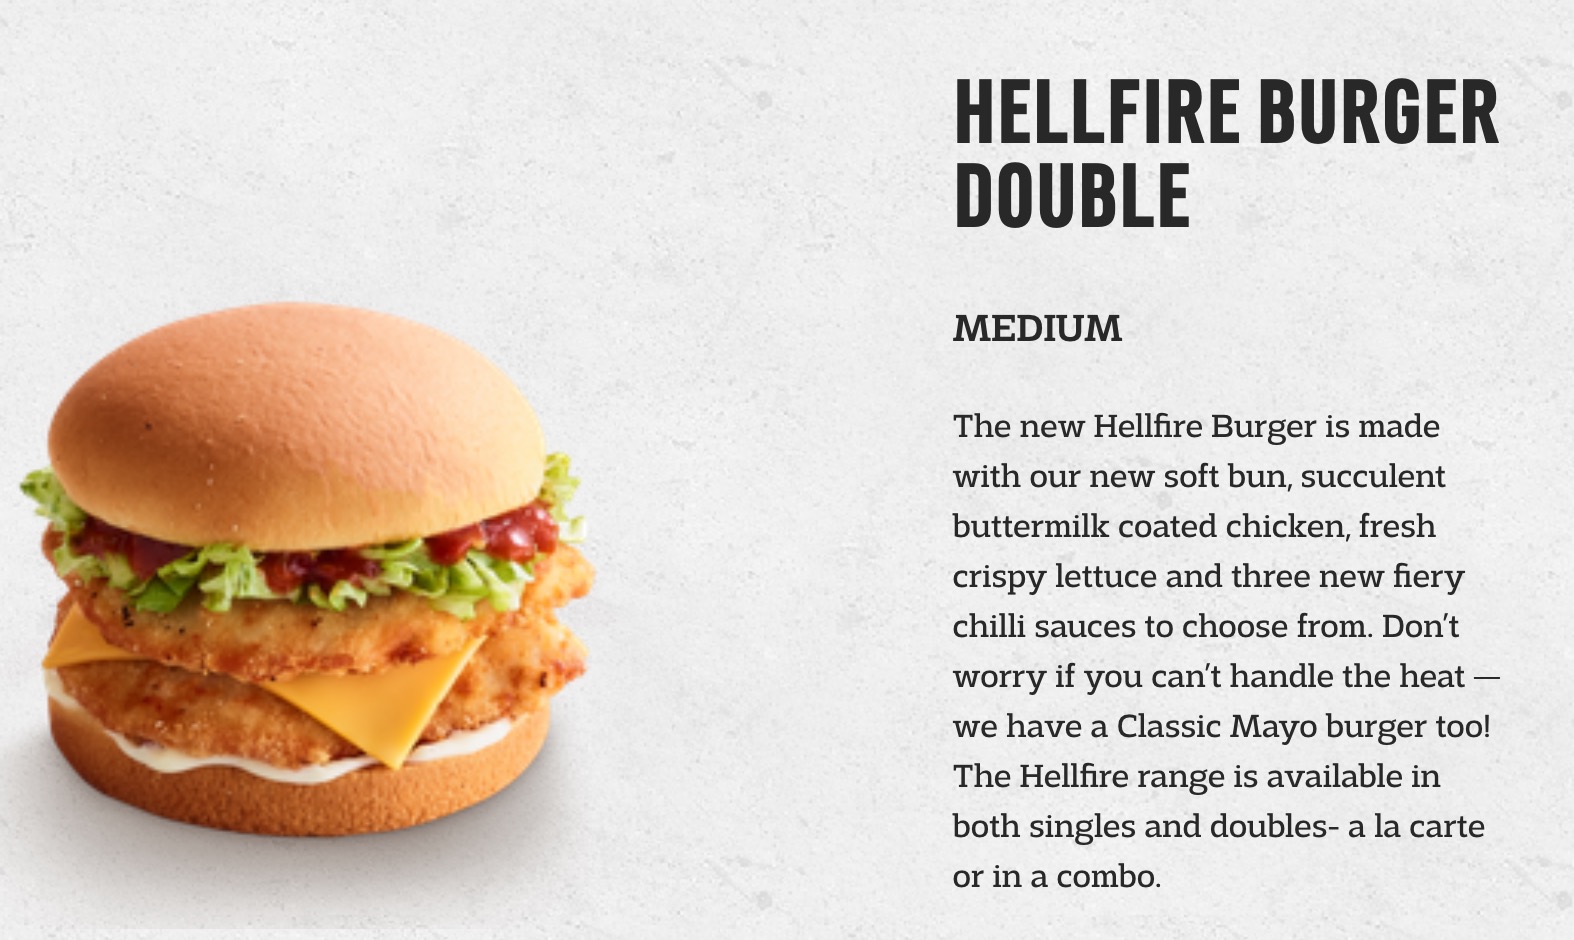 HELLFIRE BURGER
DOUBLE
MEDIUM
The new Hellfire Burger is made
with our new soft bun, succulent
buttermilk coated chicken, fresh
crispy lettuce and three new fiery
chilli sauces to choose from. Don’t
worry if you can’t handle the heat —
we have a Classic Mayo burger too!
The Hellfire range is available in
both singles and doubles- a la carte
or in a combo.